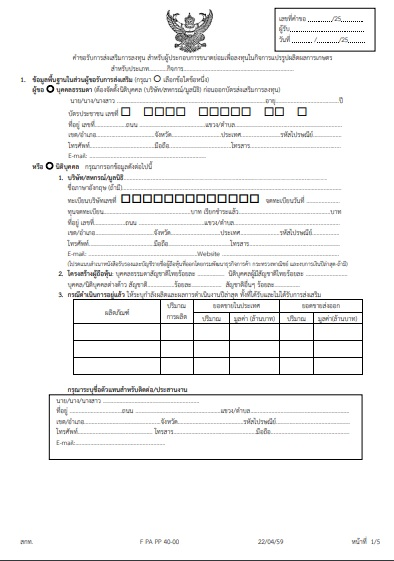 เลขที่คำขอ ............/25......
ผู้รับ................................
วันที่ ......./............/25......
คำขอรับการส่งเสริมการลงทุน สำหรับผู้ประกอบการขนาดย่อมเพื่อลงทุนในกิจการแปรรูปผลิตผลการเกษตร
สำหรับประเภท............กิจการ................................
1. ข้อมูลพื้นฐานในส่วนผู้ขอรับการส่งเสริม (กรุณา ○ เลือกข้อใดข้อหนึ่ง)
ผู้ขอ ○ บุคคลธรรมดา (ต้องจัดตั้งนิติบุคคล (บริษัท/สหกรณ์/มูลนิธิ) ก่อนออกบัตรส่งเสริมการลงทุน)
นาย/นาง/นางสาว ................................อายุ................ปี
บัตรประชาชน เลขที่ □ □□□□ □□□□□ □□ □
ที่อยู่ เลขที่................ถนน ................................แขวง/ตำบล................................
เขต/อำเภอ................จังหวัด................ประเทศ................รหัสไปรษณีย์................
โทรศัพท์................มือถือ................โทรสาร................
E-mail: ................................
หรือ ○ นิติบุคคล กรุณากรอกข้อมูลดังต่อไปนี้
1. บริษัท/สหกรณ์/มูลนิธิ................................
ชื่อภาษาอังกฤษ (ถ้ามี)................................
ทะเบียนนิติบุคคลเลขที่ □□□□□□□□□□□□□ จดทะเบียนวันที่ ................
ทุนจดทะเบียน................บาท เรียกชำระแล้ว................บาท
ที่อยู่ เลขที่................ถนน ................................แขวง/ตำบล................................
เขต/อำเภอ................จังหวัด................ประเทศ................รหัสไปรษณีย์................
โทรศัพท์................มือถือ................โทรสาร................
E-mail: ................................Website ................................
(โปรดแนบสำเนาหนังสือรับรองและบัญชีรายชื่อผู้ถือหุ้นที่ออกโดยกรมพัฒนาธุรกิจการค้า กระทรวงพาณิชย์ และงบการเงินปีล่าสุด-ถ้ามี)
2. โครงสร้างผู้ถือหุ้น: บุคคลธรรมดาสัญชาติไทยร้อยละ ................ นิติบุคคลผู้มีสัญชาติไทยร้อยละ ................
บุคคล/นิติบุคคลต่างด้าว สัญชาติ................ร้อยละ................ สัญชาติอื่นๆ ร้อยละ................
3. กรณีดำเนินการอยู่แล้ว ให้ระบุกำลังผลิตและผลการดำเนินงานปีล่าสุด ทั้งที่ได้รับและไม่ได้รับการส่งเสริม
ผลิตภัณฑ์ ปริมาณการผลิต ยอดขายในประเทศ ยอดขายส่งออก
ปริมาณ มูลค่า (ล้านบาท) ปริมาณ มูลค่า(ล้านบาท)
กรุณาระบุชื่อตัวแทนสำหรับติดต่อ/ประสานงาน
นาย/นาง/นางสาว ................................
ที่อยู่ ................ถนน ................................แขวง/ตำบล................................
เขต/อำเภอ................จังหวัด................รหัสไปรษณีย์................
โทรศัพท์................ โทรสาร................มือถือ................
E-mail:................................
สกท. F PA PP 40-00 22/04/59 หน้าที่ 1/5